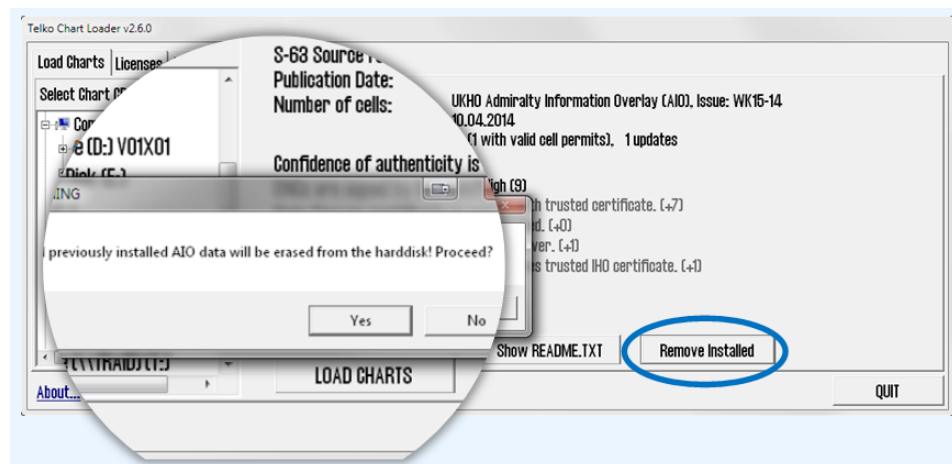 Telko Chart Loader v2.6.0
Load Charts Licenses
S-63 Source
Publication Date:
Number of cells:
Select Chart
UKHO Admiralty Information Overlay (AIO), Issue: WK15-14
10.04.2014
(1 with valid cell permits), 1 updates
(D:) V01X01
Confidence of authenticity is
High (9)
trusted certificate. (+7)
(+0)
(+1)
trusted IHO certificate. (+1)
previously installed AIO data will be erased from the harddisk! Proceed?
Yes No
Show README.TXT Remove Installed
LOAD CHARTS
About... QUIT